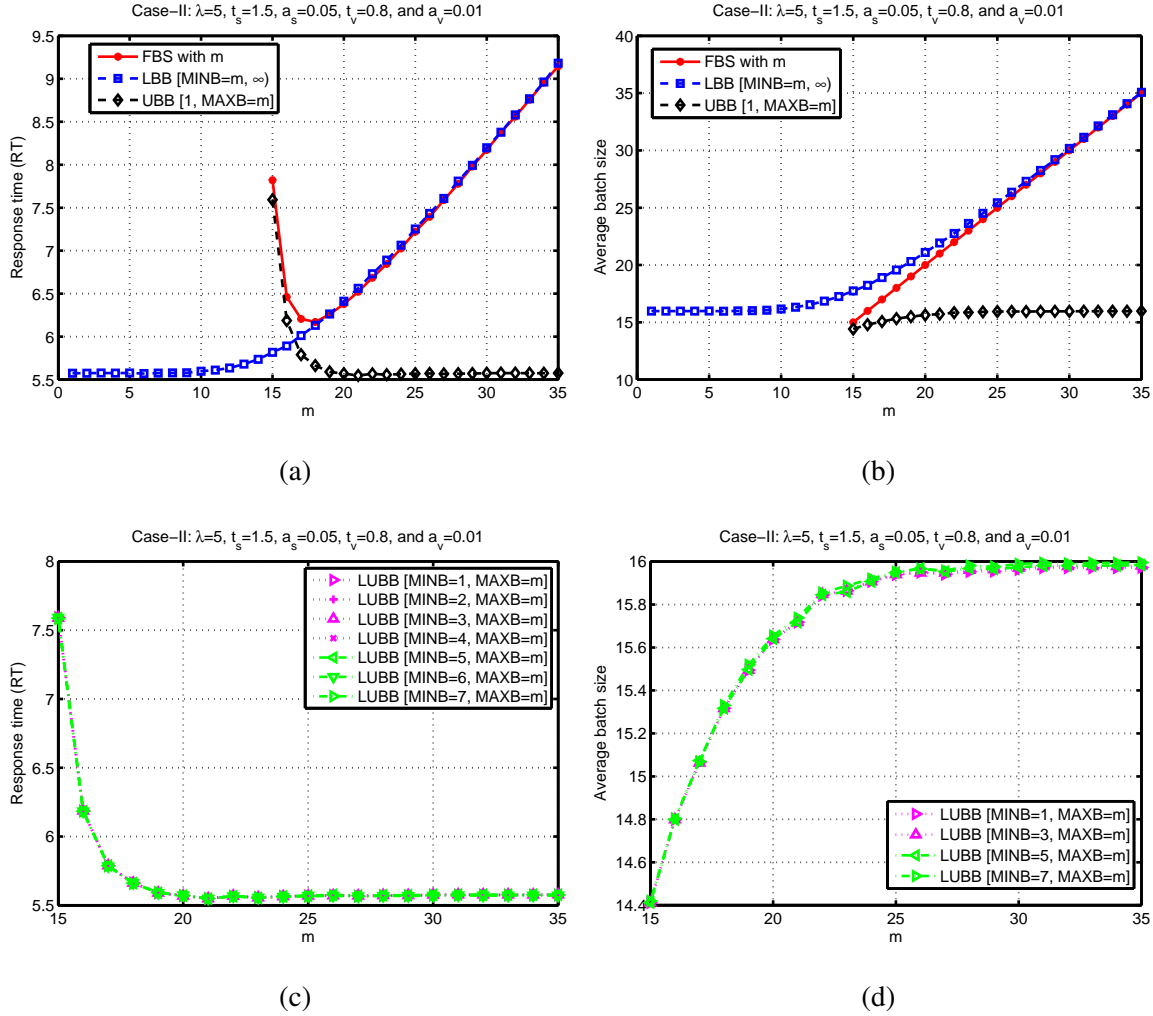 Case−II: λ=5, t_s=1.5, a_s=0.05, t_v=0.8, and a_v=0.01
9.5
9
8.5
8
7.5
7
6.5
6
5.5
Response time (RT)
FBS with m
LBB [MINB=m, ∞)
UBB [1, MAXB=m]
0 5 10 15 20 25 30 35
m
(a)
Case−II: λ=5, t_s=1.5, a_s=0.05, t_v=0.8, and a_v=0.01
40
35
30
25
20
15
10
Average batch size
FBS with m
LBB [MINB=m, ∞)
UBB [1, MAXB=m]
0 5 10 15 20 25 30 35
m
(b)
Case−II: λ=5, t_s=1.5, a_s=0.05, t_v=0.8, and a_v=0.01
8
7.5
7
6.5
6
5.5
Response time (RT)
LUBB [MINB=1, MAXB=m]
LUBB [MINB=2, MAXB=m]
LUBB [MINB=3, MAXB=m]
LUBB [MINB=4, MAXB=m]
LUBB [MINB=5, MAXB=m]
LUBB [MINB=6, MAXB=m]
LUBB [MINB=7, MAXB=m]
15 20 25 30 35
m
(c)
Case−II: λ=5, t_s=1.5, a_s=0.05, t_v=0.8, and a_v=0.01
16
15.8
15.6
15.4
15.2
15
14.8
14.6
14.4
Average batch size
LUBB [MINB=1, MAXB=m]
LUBB [MINB=3, MAXB=m]
LUBB [MINB=5, MAXB=m]
LUBB [MINB=7, MAXB=m]
15 20 25 30 35
m
(d)